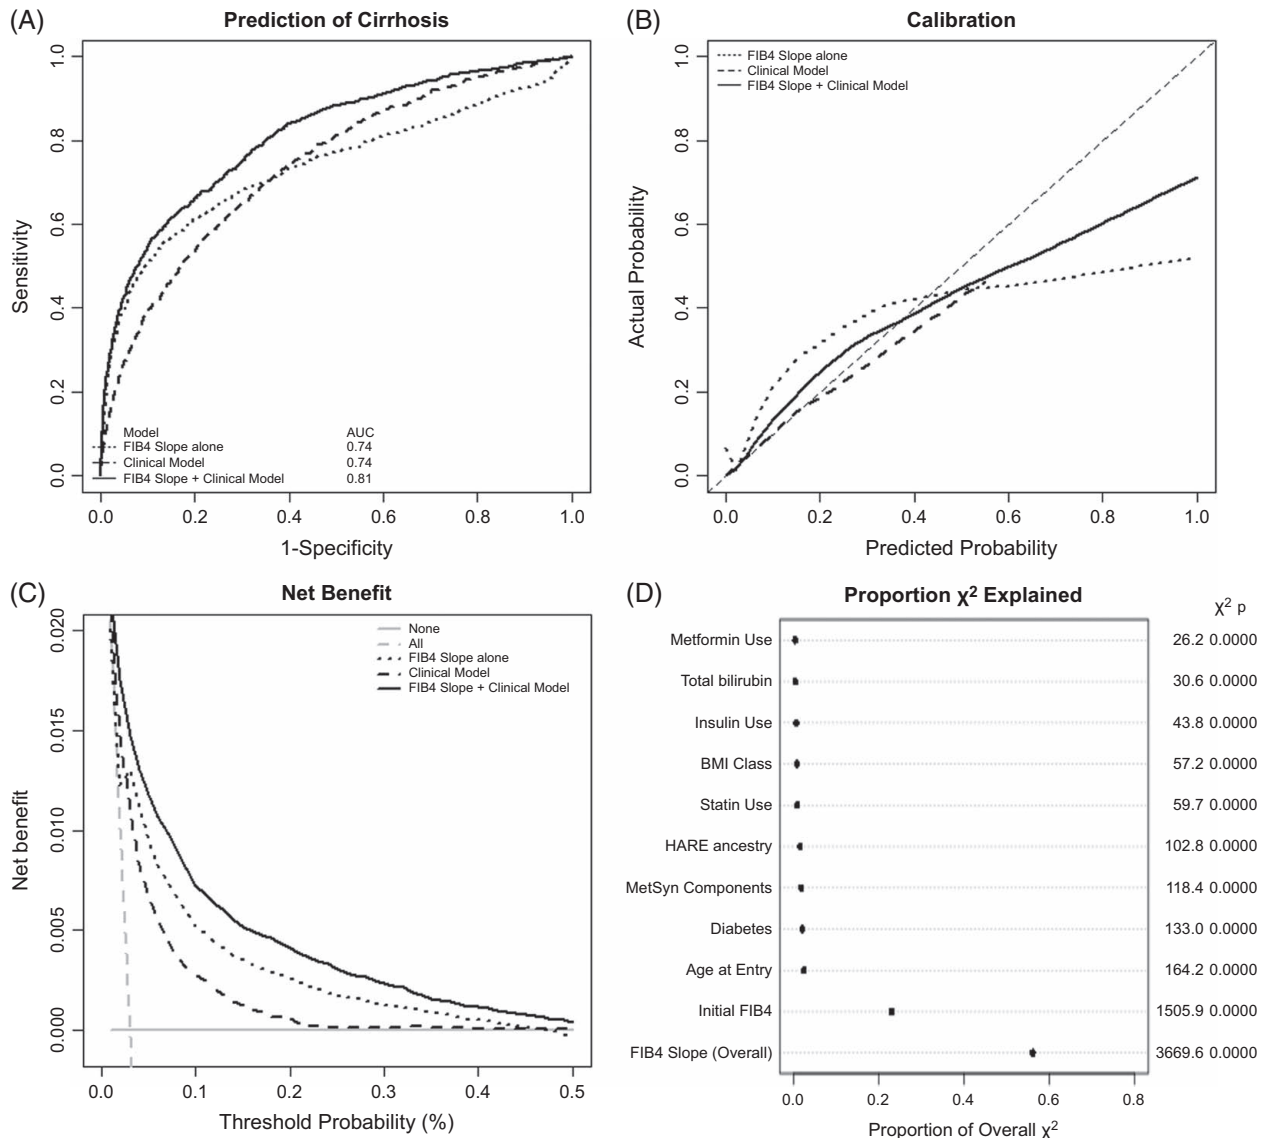 (A)
Prediction of Cirrhosis
1.0
0.8
0.6
0.4
0.2
0.0
Sensitivity
Model AUC
FIB4 Slope alone 0.74
Clinical Model 0.74
FIB4 Slope + Clinical Model 0.81
0.0 0.2 0.4 0.6 0.8 1.0
1-Specificity
(B)
Calibration
1.0
0.8
0.6
0.4
0.2
0.0
Actual Probability
FIB4 Slope alone
Clinical Model
FIB4 Slope + Clinical Model
0.0 0.2 0.4 0.6 0.8 1.0
Predicted Probability
(C)
Net Benefit
0.020
0.015
0.010
0.005
0.000
Net benefit
None
All
FIB4 Slope alone
Clinical Model
FIB4 Slope + Clinical Model
0.0 0.1 0.2 0.3 0.4 0.5
Threshold Probability (%)
(D)
Proportion χ² Explained
χ² p
Metformin Use 26.2 0.0000
Total bilirubin 30.6 0.0000
Insulin Use 43.8 0.0000
BMI Class 57.2 0.0000
Statin Use 59.7 0.0000
HARE ancestry 102.8 0.0000
MetSyn Components 118.4 0.0000
Diabetes 133.0 0.0000
Age at Entry 164.2 0.0000
Initial FIB4 1505.9 0.0000
FIB4 Slope (Overall) 3669.6 0.0000
0.0 0.2 0.4 0.6 0.8
Proportion of Overall χ²